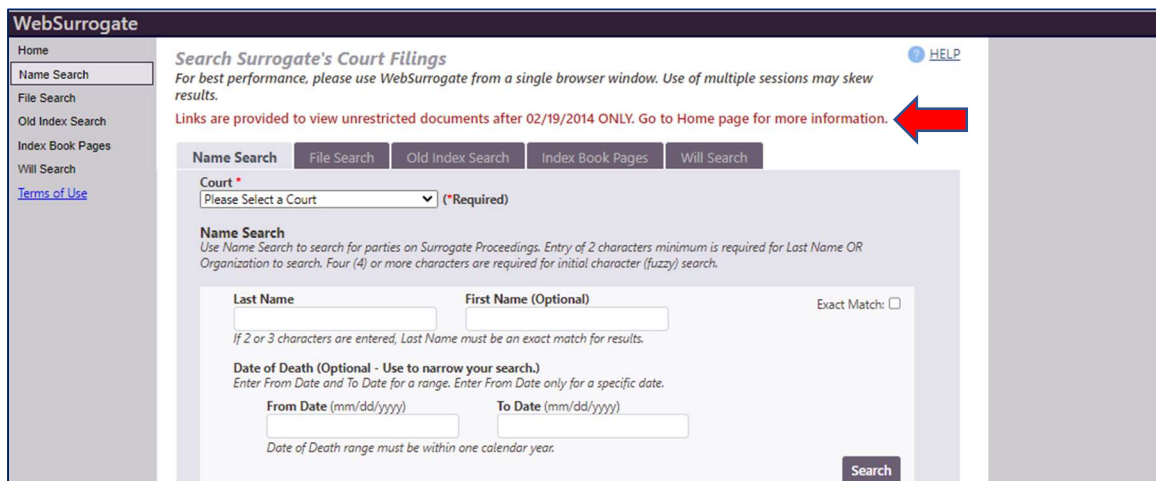 WebSurrogate
Home
Name Search
File Search
Old Index Search
Index Book Pages
Will Search
Terms of Use
Search Surrogate's Court Filings
HELP
For best performance, please use WebSurrogate from a single browser window. Use of multiple sessions may skew
results.
Links are provided to view unrestricted documents after 02/19/2014 ONLY. Go to Home page for more information.
Name Search File Search Old Index Search Index Book Pages Will Search
Court *
Please Select a Court (*Required)
Name Search
Use Name Search to search for parties on Surrogate Proceedings. Entry of 2 characters minimum is required for Last Name OR
Organization to search. Four (4) or more characters are required for initial character (fuzzy) search.
Last Name First Name (Optional) Exact Match:
If 2 or 3 characters are entered, Last Name must be an exact match for results.
Date of Death (Optional - Use to narrow your search.)
Enter From Date and To Date for a range. Enter From Date only for a specific date.
From Date (mm/dd/yyyy) To Date (mm/dd/yyyy)
Date of Death range must be within one calendar year.
Search